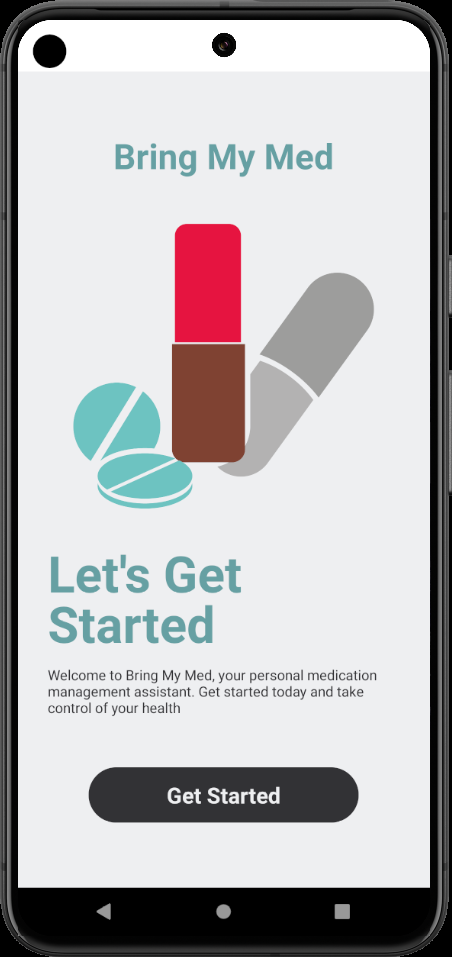 Bring My Med
Let's Get
Started
Welcome to Bring My Med, your personal medication
management assistant. Get started today and take
control of your health
Get Started